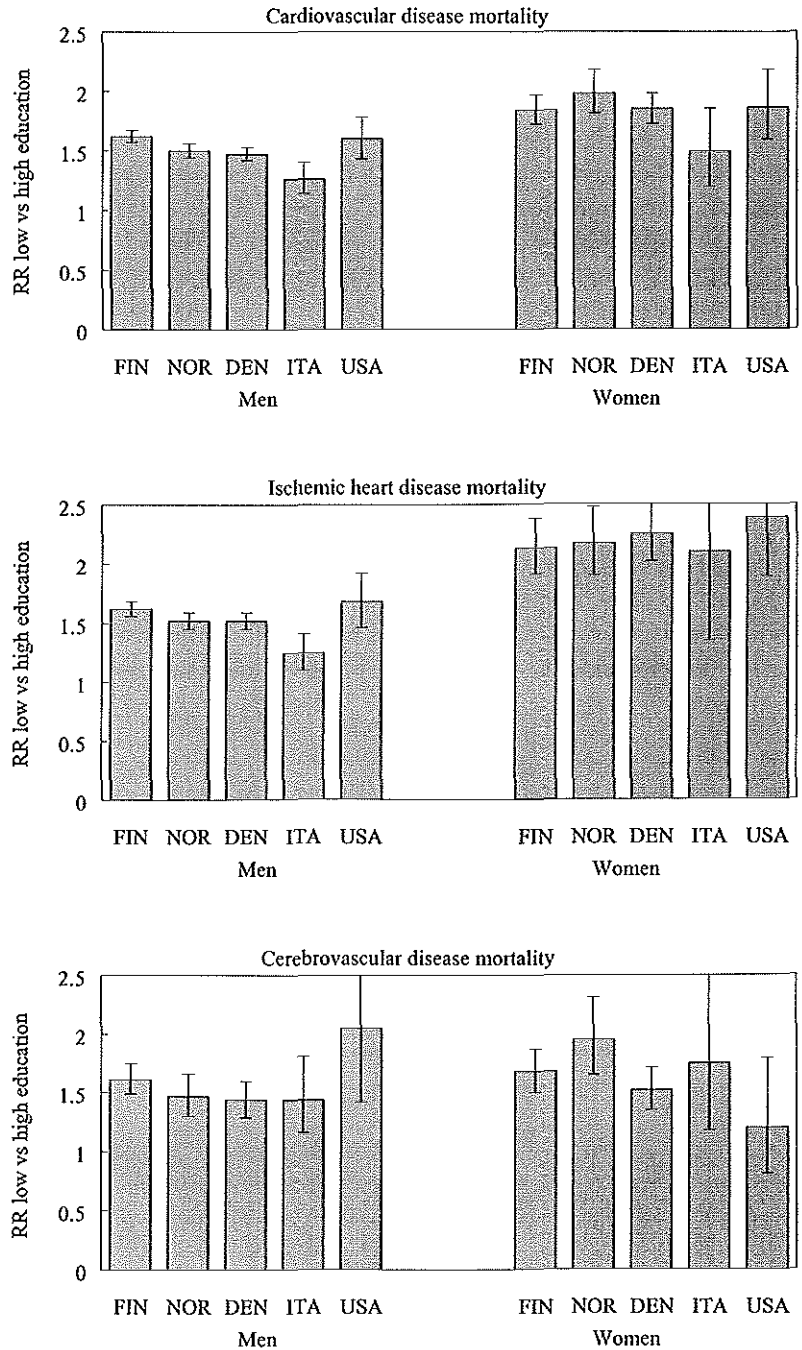 Cardiovascular disease mortality
RR low vs high education
2.5
2
1.5
1
0.5
0
FIN NOR DEN ITA USA FIN NOR DEN ITA USA
Men Women
Ischemic heart disease mortality
RR low vs high education
2.5
2
1.5
1
0.5
0
FIN NOR DEN ITA USA FIN NOR DEN ITA USA
Men Women
Cerebrovascular disease mortality
RR low vs high education
2.5
2
1.5
1
0.5
0
FIN NOR DEN ITA USA FIN NOR DEN ITA USA
Men Women